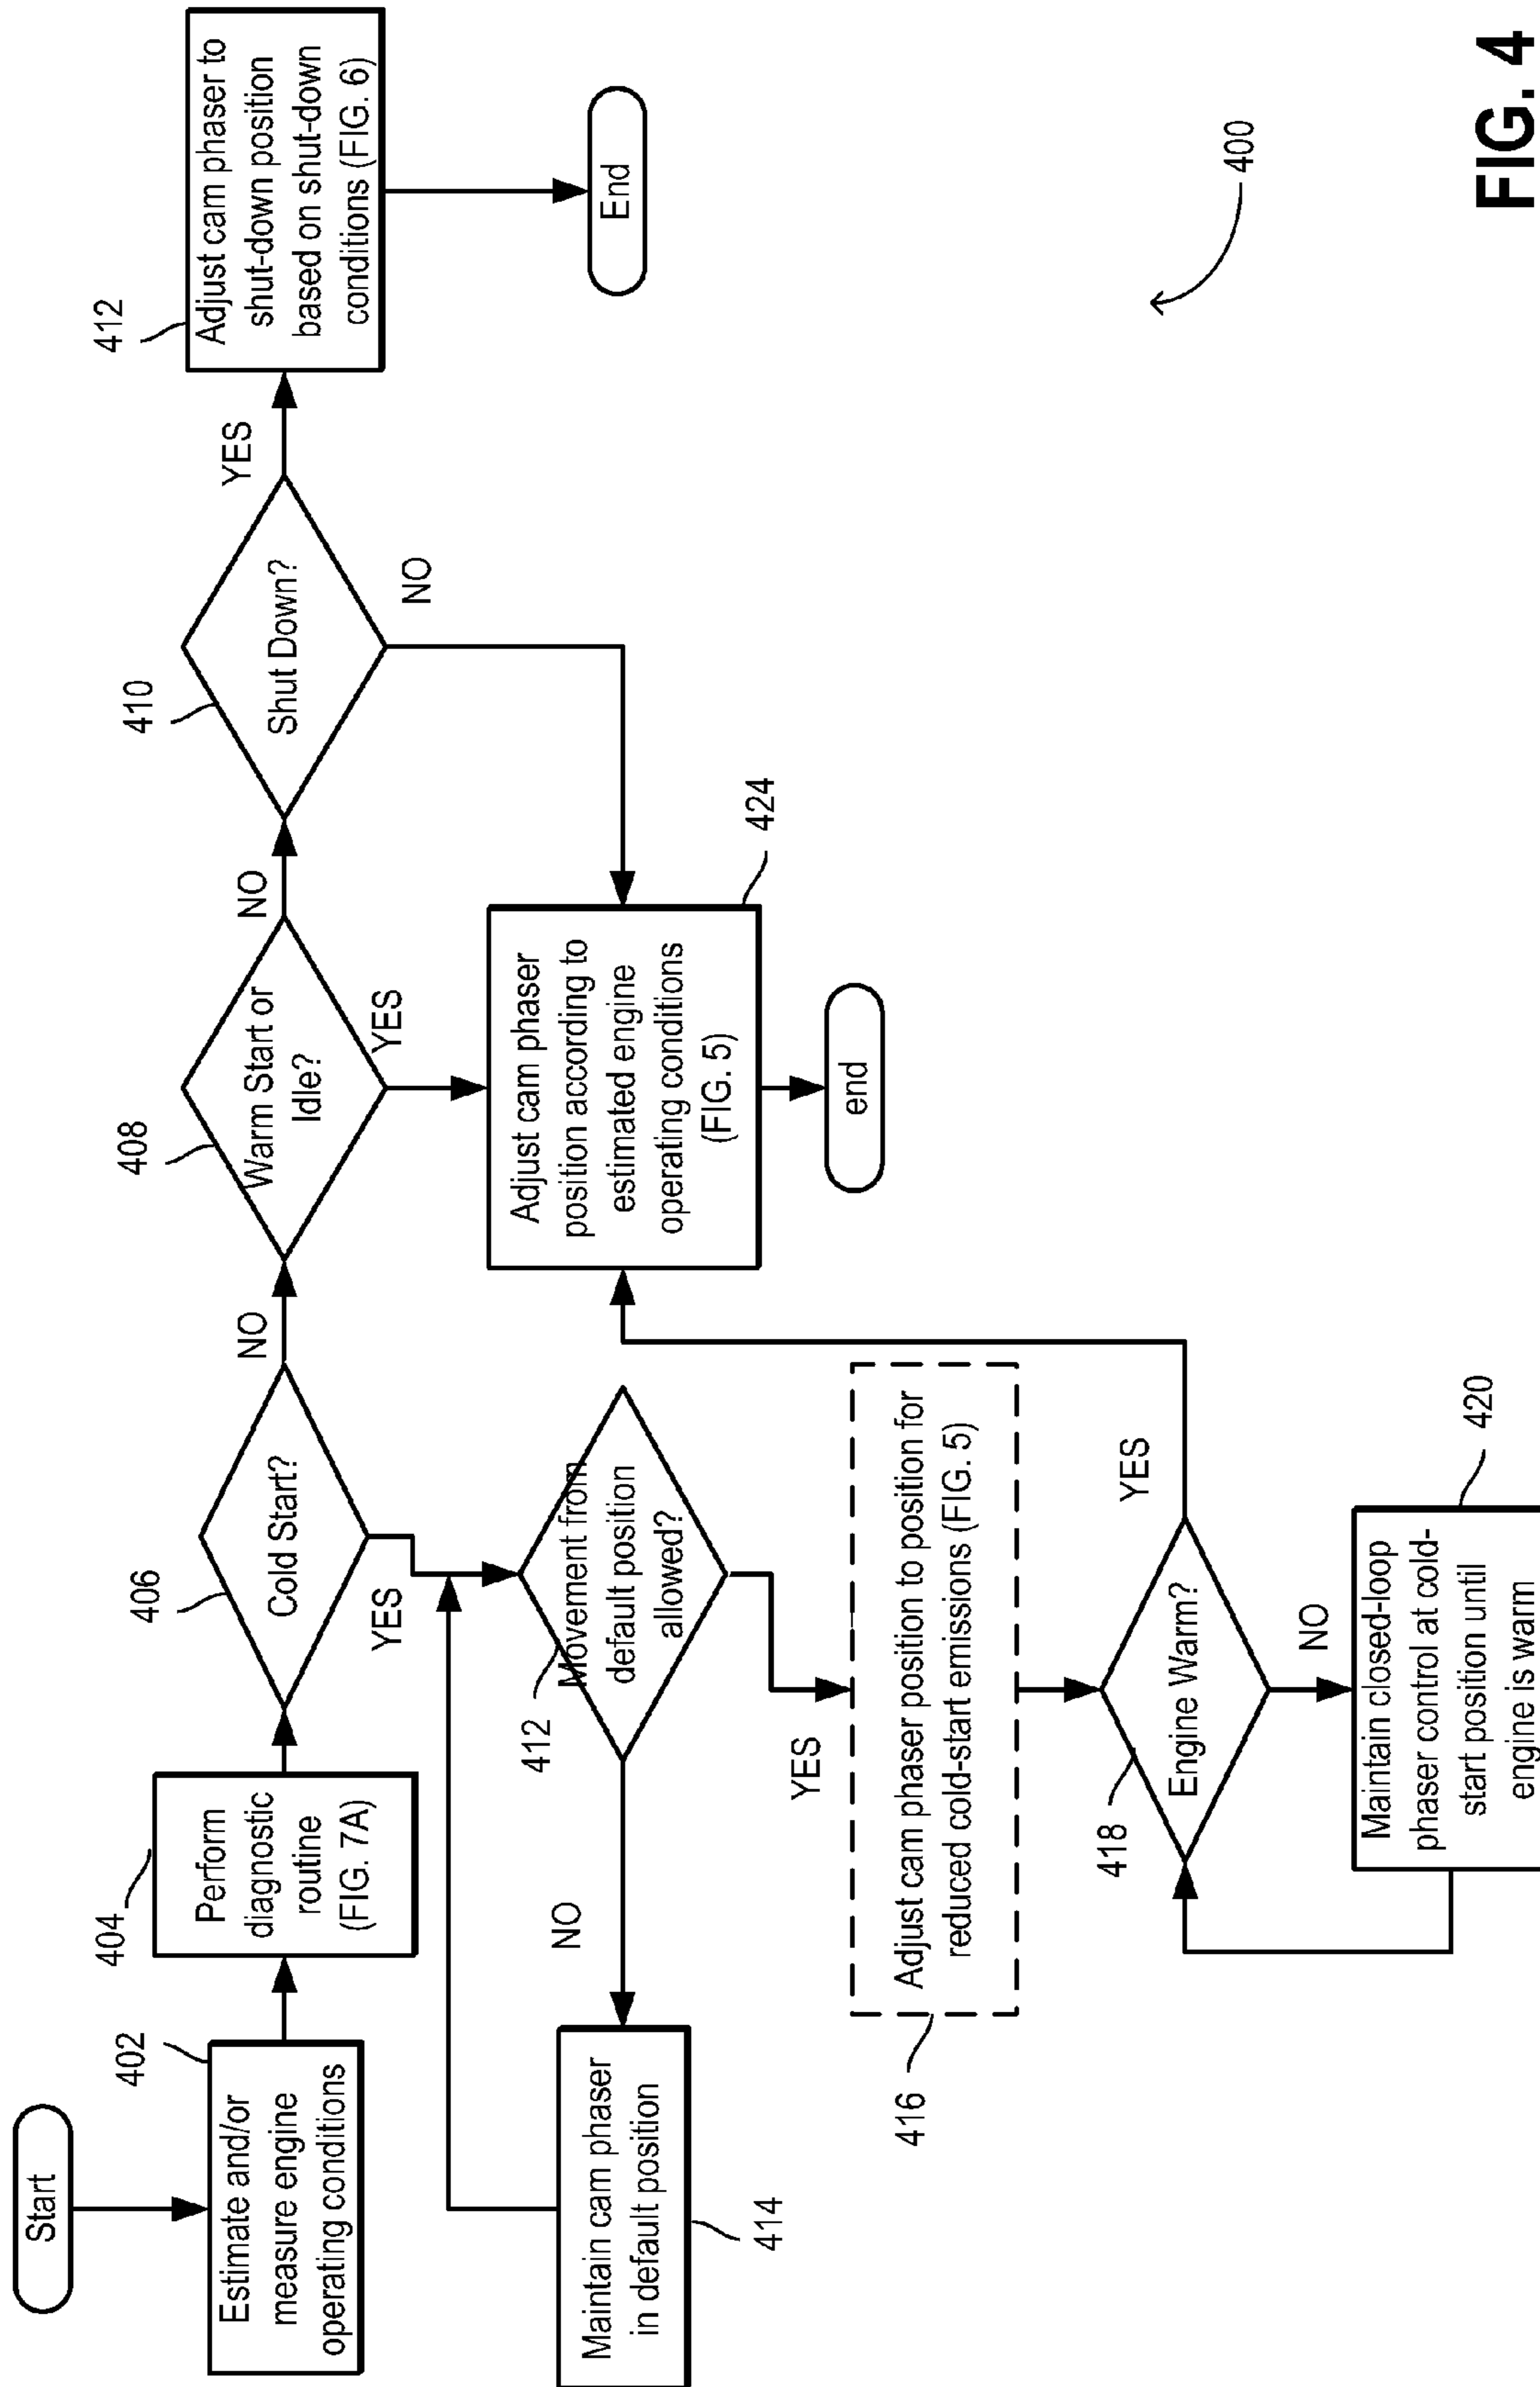 Start
402
Estimate and/or
measure engine
operating conditions
404
Perform
diagnostic
routine
(FIG. 7A)
406
Cold Start?
NO
YES
408
Warm Start or
Idle?
NO
YES
410
Shut Down?
YES
NO
412
Adjust cam phaser to
shut-down position
based on shut-down
conditions (FIG. 6)
End
412
Movement from
default position
allowed?
NO
YES
Maintain cam phaser
in default position
414
424
Adjust cam phaser
position according to
estimated engine
operating conditions
(FIG. 5)
end
416
Adjust cam phaser position to position for
reduced cold-start emissions (FIG. 5)
418
Engine Warm?
YES
NO
420
Maintain closed-loop
phaser control at cold-
start position until
engine is warm
400
FIG. 4